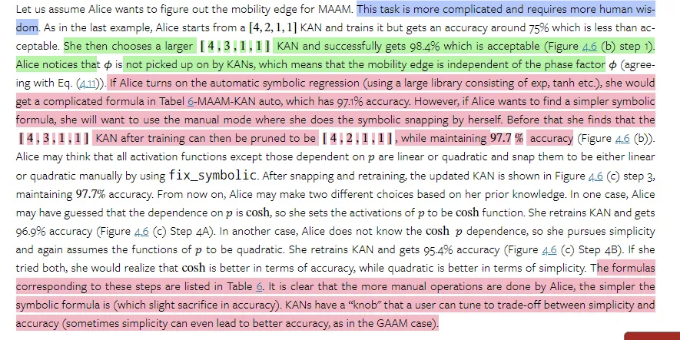 Let us assume Alice wants to figure out the mobility edge for MAAM. This task is more complicated and requires more human wis-
dom. As in the last example, Alice starts from a [4, 2, 1, 1] KAN and trains it but gets an accuracy around 75% which is less than ac-
ceptable. She then chooses a larger [4, 3, 1, 1] KAN and successfully gets 98.4% which is acceptable (Figure 4.6 (b) step 1).
Alice notices that ϕ is not picked up on by KANs, which means that the mobility edge is independent of the phase factor ϕ (agree-
ing with Eq. (4.11)). If Alice turns on the automatic symbolic regression (using a large library consisting of exp, tanh etc.), she would
get a complicated formula in Tabel 6-MAAM-KAN auto, which has 97.1% accuracy. However, if Alice wants to find a simpler symbolic
formula, she will want to use the manual mode where she does the symbolic snapping by herself. Before that she finds that the
[4, 3, 1, 1] KAN after training can then be pruned to be [4, 2, 1, 1], while maintaining 97.7 % accuracy (Figure 4.6 (b)).
Alice may think that all activation functions except those dependent on p are linear or quadratic and snap them to be either linear
or quadratic manually by using fix_symbolic. After snapping and retraining, the updated KAN is shown in Figure 4.6 (c) step 3,
maintaining 97.7% accuracy. From now on, Alice may make two different choices based on her prior knowledge. In one case, Alice
may have guessed that the dependence on p is cosh, so she sets the activations of p to be cosh function. She retrains KAN and gets
96.9% accuracy (Figure 4.6 (c) Step 4A). In another case, Alice does not know the cosh p dependence, so she pursues simplicity
and again assumes the functions of p to be quadratic. She retrains KAN and gets 95.4% accuracy (Figure 4.6 (c) Step 4B). If she
tried both, she would realize that cosh is better in terms of accuracy, while quadratic is better in terms of simplicity. The formulas
corresponding to these steps are listed in Table 6. It is clear that the more manual operations are done by Alice, the simpler the
symbolic formula is (which slight sacrifice in accuracy). KANs have a “knob" that a user can tune to trade-off between simplicity and
accuracy (sometimes simplicity can even lead to better accuracy, as in the GAAM case).